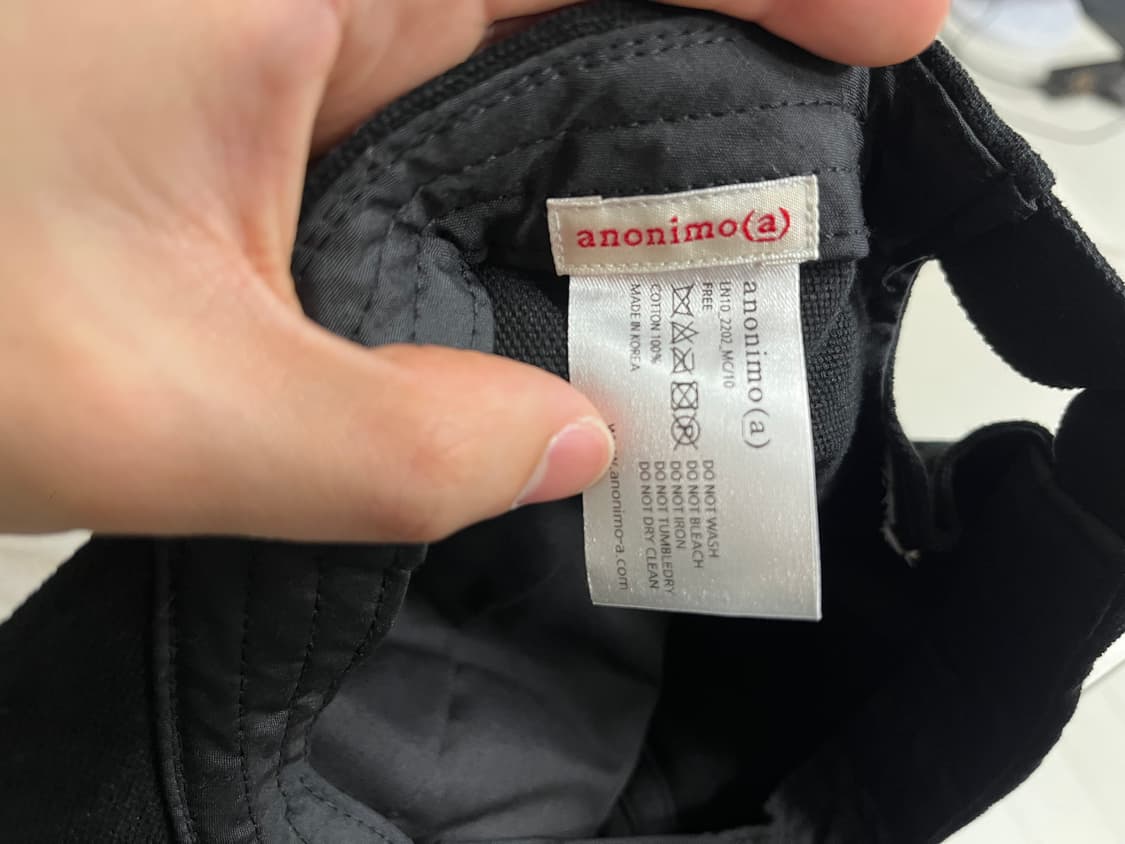 anonimo(a)
anonimo(a)
LN10_2202_MC/10
FREE
COTTON 100%
MADE IN KOREA
DO NOT WASH
DO NOT BLEACH
DO NOT IRON
DO NOT TUMBLEDRY
DO NOT DRY CLEAN
.anonimo-a.com